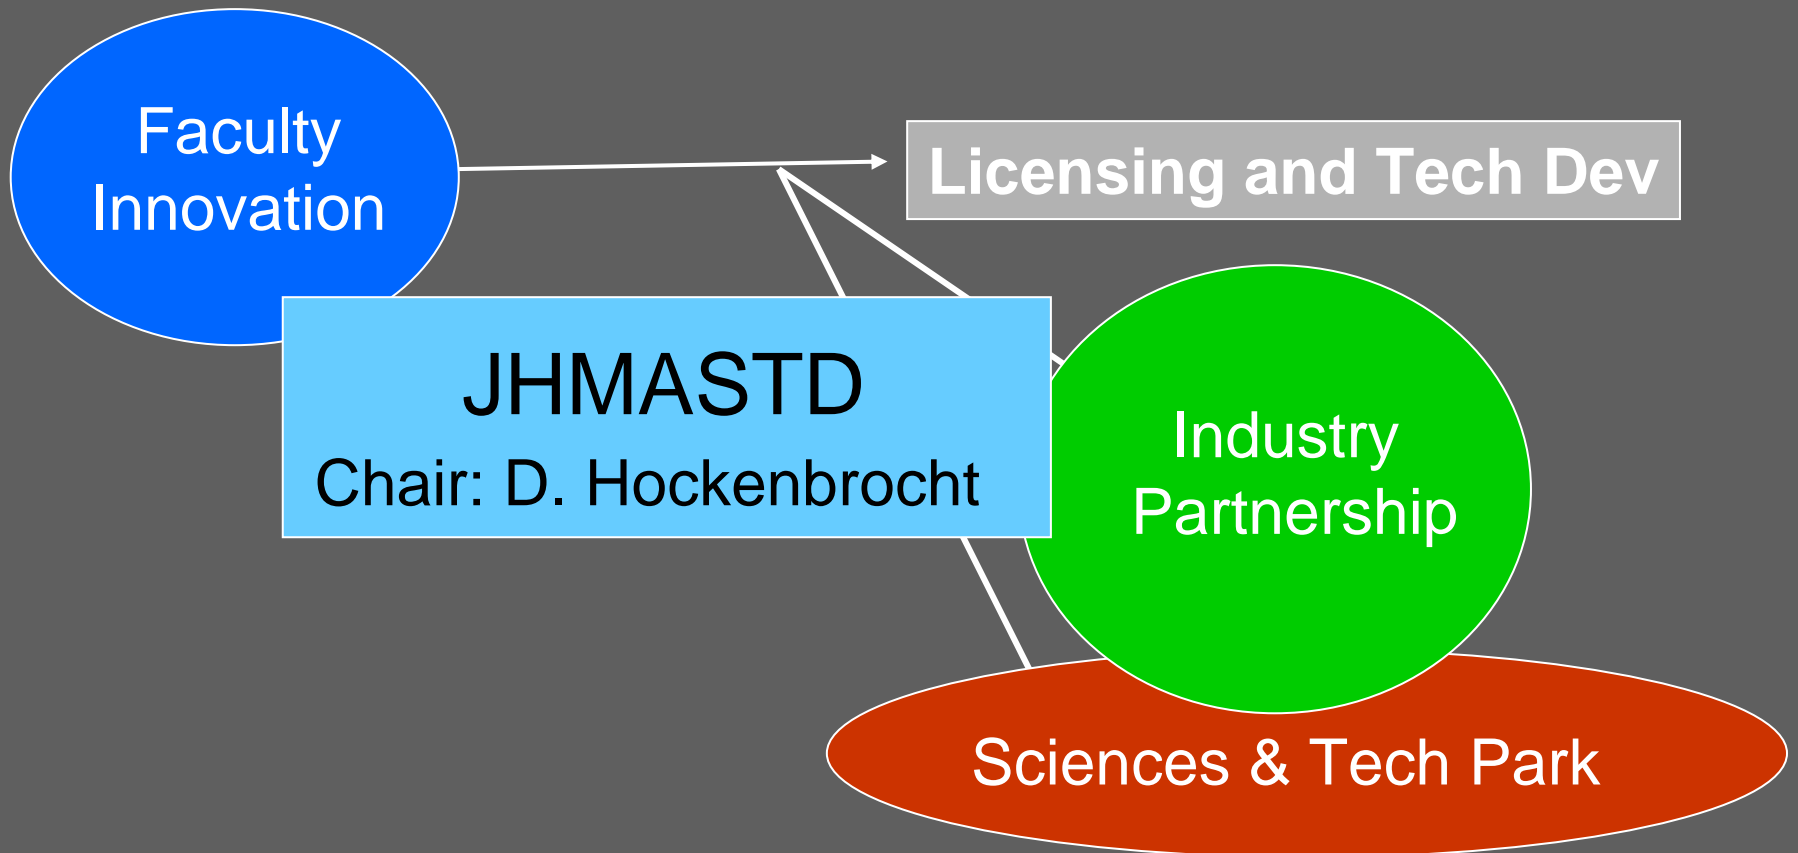 Faculty
Innovation
Licensing and Tech Dev
JHMASTD
Chair: D. Hockenbrocht
Industry
Partnership
Sciences & Tech Park